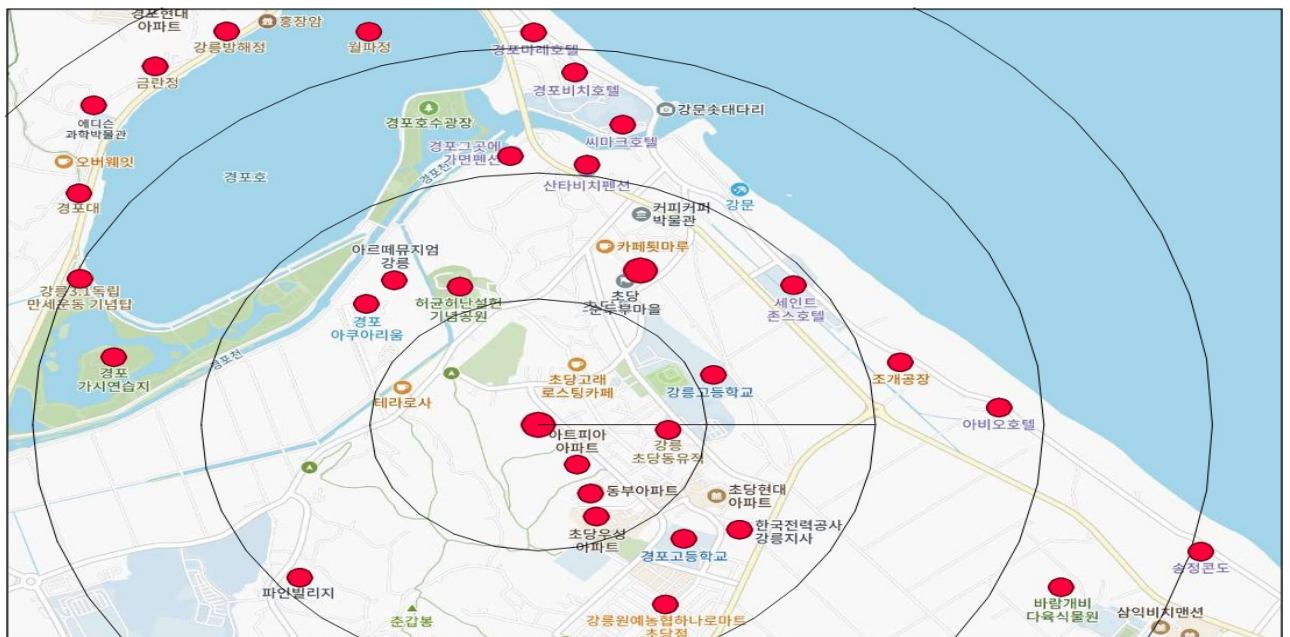 경포현대
아파트
홍장암
강릉방해정
월파정
경포마레호텔
금란정
경포비치호텔
에디슨
과학박물관
경포호수광장
강문솟대다리
씨마크호텔
오버웨잇
경포호
경포그곳에
가면펜션
경포천
산타비치펜션
강문
경포대
커피커피
박물관
카페툇마루
아르떼뮤지엄
강릉
강릉3.1독립
만세운동 기념탑
허균허난설헌
기념공원
초당
순두부마을
세인트
존스호텔
경포
아쿠아리움
경포
가시연습지
경포천
초당고래
로스팅카페
강릉고등학교
조개공장
테라로사
아비오호텔
아트피아
아파트
강릉
초당동유적
동부아파트
초당현대
아파트
초당우성
아파트
한국전력공사
강릉지사
경포고등학교
송정콘도
파인빌리지
춘갑봉
강릉원예농협하나로마트
초당점
바람개비
다육식물원
삼익비치맨션